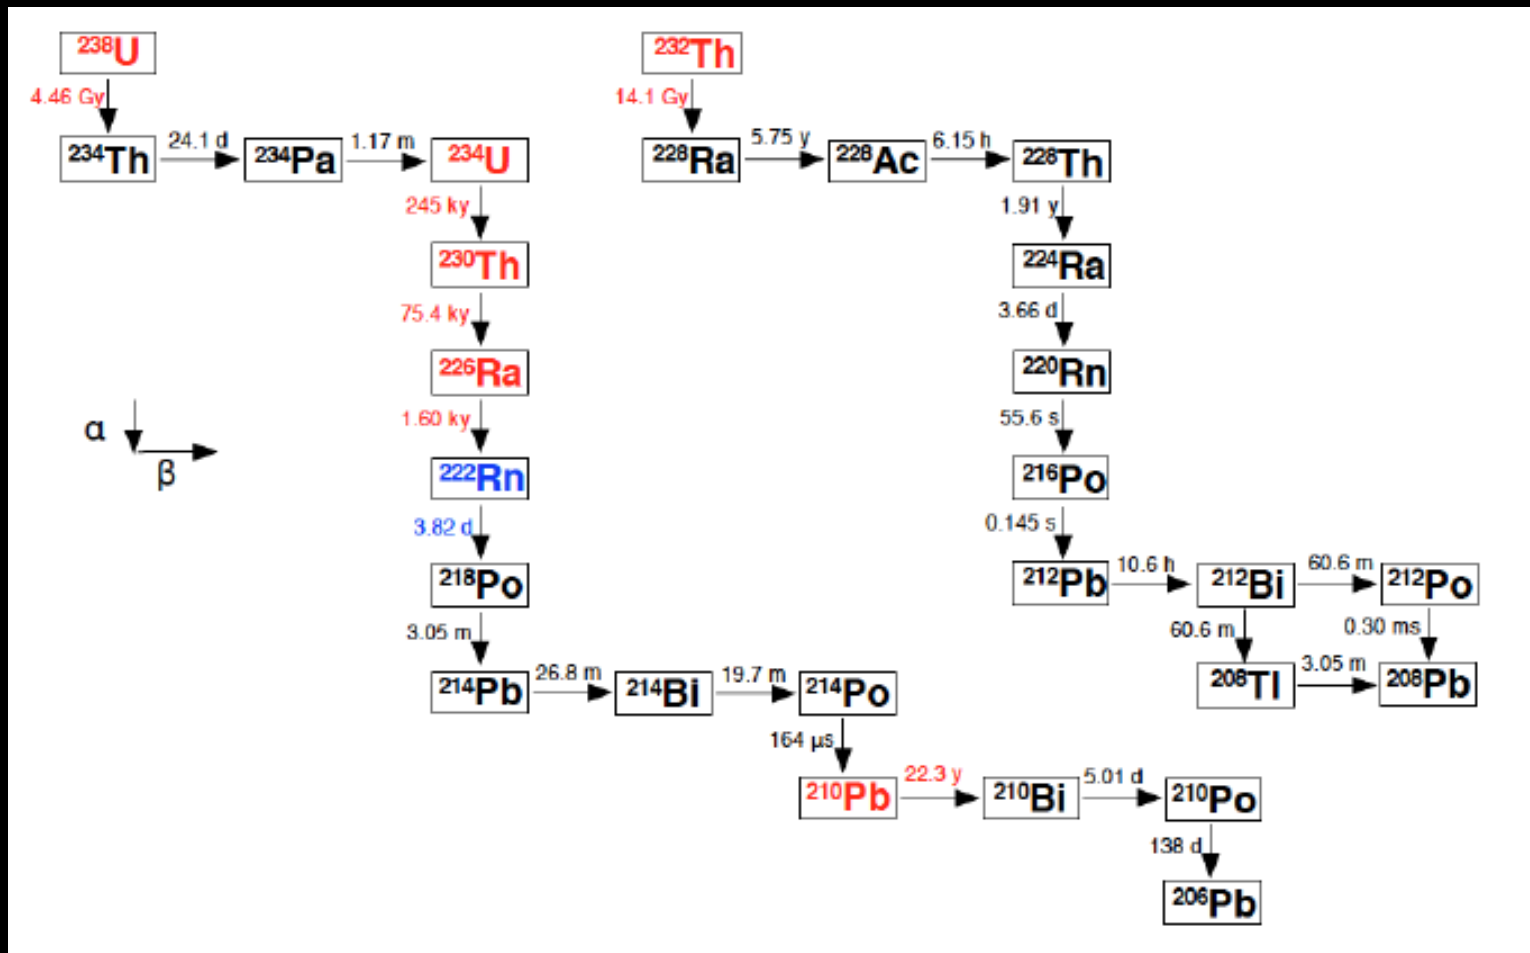 ²³⁸U
²³²Th
4.46 Gy
14.1 Gy
²³⁴Th 24.1 d ²³⁴Pa 1.17 m ²³⁴U
²²⁸Ra 5.75 y ²²⁸Ac 6.15 h ²²⁸Th
245 ky
1.91 y
²³⁰Th
²²⁴Ra
75.4 ky
3.66 d
²²⁶Ra
²²⁰Rn
1.60 ky
55.6 s
α
β
²²²Rn
²¹⁶Po
3.82 d
0.145 s
²¹⁸Po
²¹²Pb 10.6 h ²¹²Bi 60.6 m ²¹²Po
3.05 m
60.6 m
0.30 ms
²¹⁴Pb 26.8 m ²¹⁴Bi 19.7 m ²¹⁴Po
²⁰⁸Tl 3.05 m ²⁰⁸Pb
164 μs
²¹⁰Pb 22.3 y ²¹⁰Bi 5.01 d ²¹⁰Po
138 d
²⁰⁶Pb